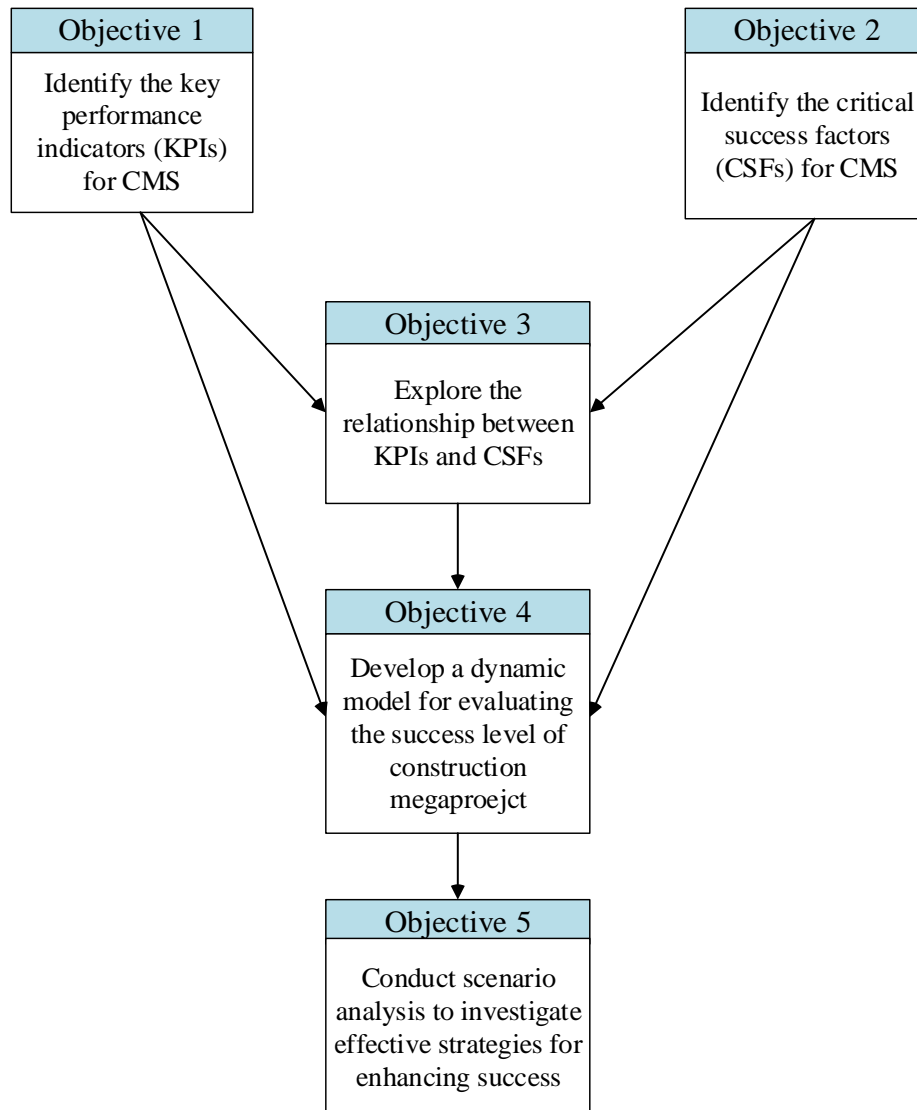 Objective 1
Identify the key
performance
indicators (KPIs)
for CMS
Objective 2
Identify the critical
success factors
(CSFs) for CMS
Objective 3
Explore the
relationship between
KPIs and CSFs
Objective 4
Develop a dynamic
model for evaluating
the success level of
construction
megaproejct
Objective 5
Conduct scenario
analysis to investigate
effective strategies for
enhancing success